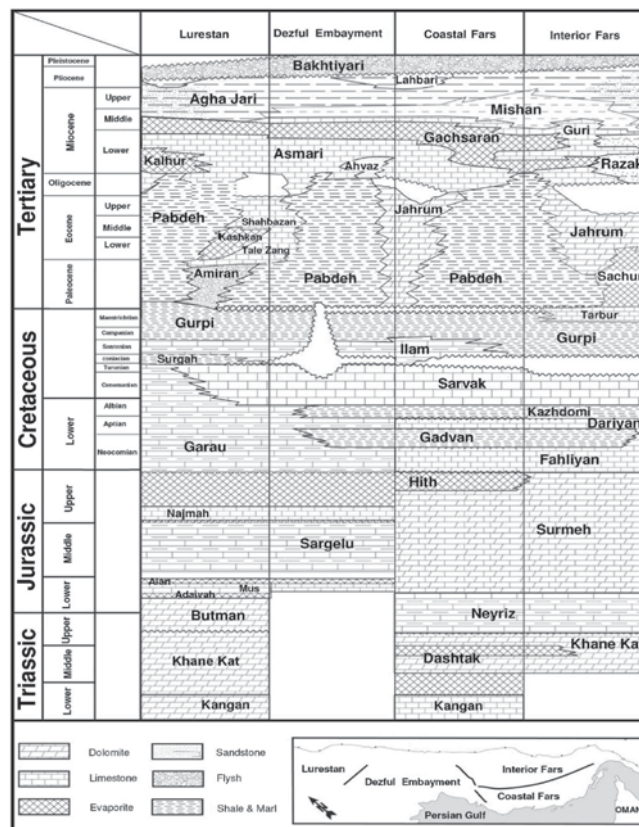 Lurestan
Dezful Embayment
Coastal Fars
Interior Fars
Tertiary
Pleistocene
Pliocene
Miocene
Upper
Middle
Lower
Oligocene
Eocene
Upper
Middle
Lower
Paleocene
Cretaceous
Maestrichtian
Campanian
Santonian
Coniacian
Turonian
Cenomanian
Lower
Albian
Aptian
Neocomian
Jurassic
Upper
Middle
Lower
Triassic
Upper
Middle
Lower
Bakhtiyari
Lahbari
Agha Jari
Mishan
Gachsaran
Guri
Kalhur
Asmari
Ahvaz
Razak
Pabdeh
Shahbazan
Kashkan
Tale Zang
Jahrum
Jahrum
Amiran
Pabdeh
Pabdeh
Sachun
Gurpi
Tarbur
Gurpi
Ilam
Surgah
Sarvak
Kazhdomi
Dariyan
Garau
Gadvan
Fahliyan
Hith
Najmah
Surmeh
Sargelu
Alan
Mus
Adaiyah
Butman
Neyriz
Khane Kat
Dashtak
Khane Kat
Kangan
Kangan
Dolomite
Sandstone
Limestone
Flysh
Evaporite
Shale & Marl
Lurestan
Dezful Embayment
Interior Fars
Coastal Fars
Persian Gulf
OMAN